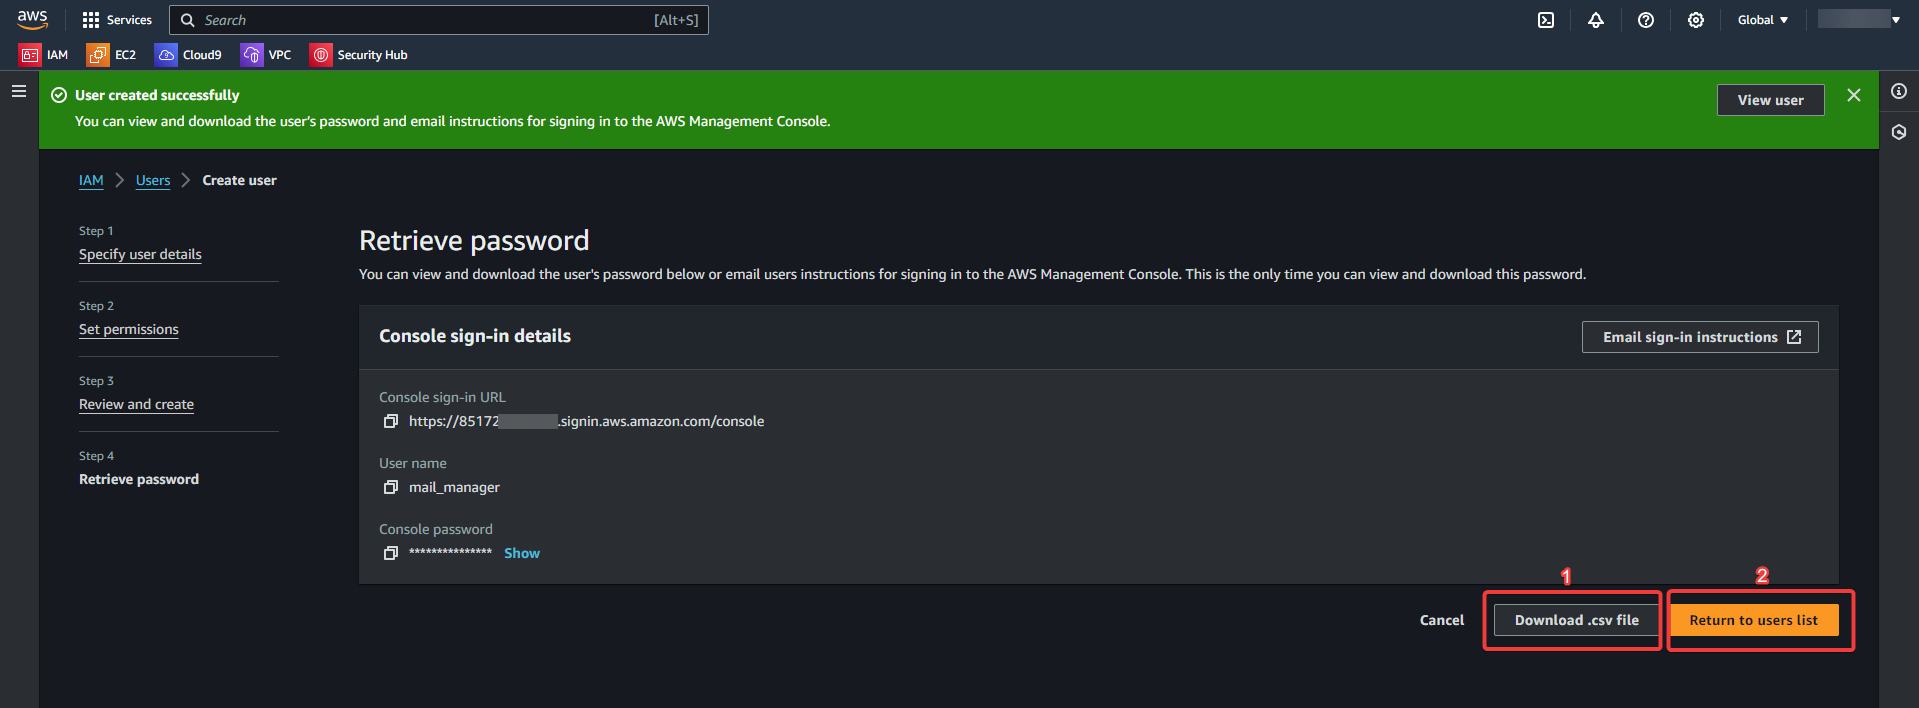 aws
Services
Search
[Alt+S]
Global
IAM
EC2
Cloud9
VPC
Security Hub
User created successfully
You can view and download the user's password and email instructions for signing in to the AWS Management Console.
View user
IAM
Users
Create user
Step 1
Specify user details
Step 2
Set permissions
Step 3
Review and create
Step 4
Retrieve password
Retrieve password
You can view and download the user's password below or email users instructions for signing in to the AWS Management Console. This is the only time you can view and download this password.
Console sign-in details
Email sign-in instructions
Console sign-in URL
https://85172 .signin.aws.amazon.com/console
User name
mail_manager
Console password
*************** Show
1
2
Cancel
Download .csv file
Return to users list